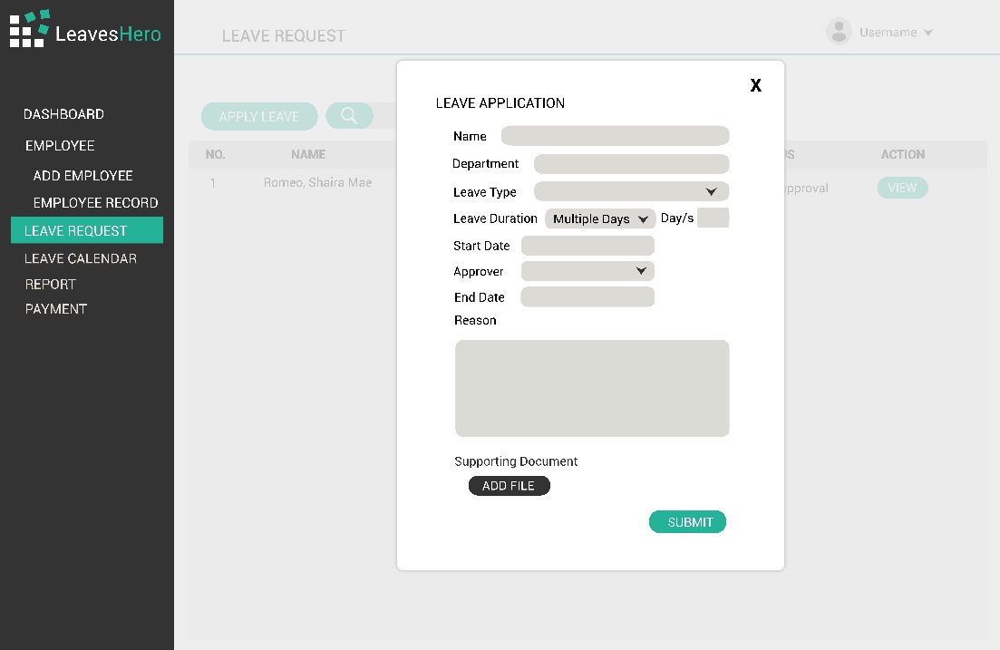 LeavesHero
LEAVE REQUEST
Username
DASHBOARD
EMPLOYEE
ADD EMPLOYEE
EMPLOYEE RECORD
LEAVE REQUEST
LEAVE CALENDAR
REPORT
PAYMENT
APPLY LEAVE
NO. NAME ACTION
1 Romeo, Shaira Mae VIEW
X
LEAVE APPLICATION
Name
Department
Leave Type
Leave Duration Multiple Days Day/s
Start Date
Approver
End Date
Reason
Supporting Document
ADD FILE
SUBMIT